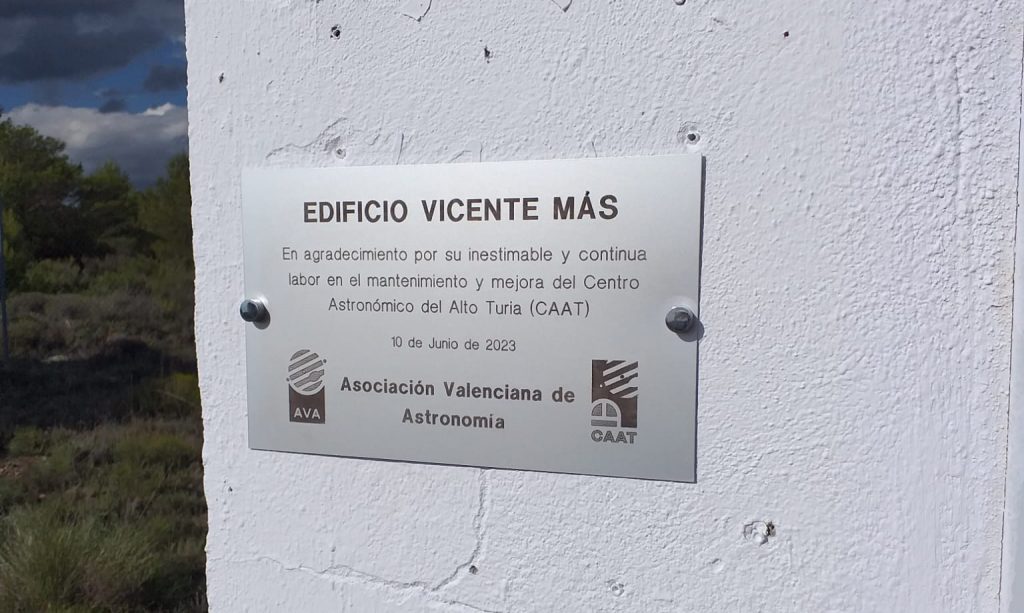 EDIFICIO VICENTE MÁS
En agradecimiento por su inestimable y continua
labor en el mantenimiento y mejora del Centro
Astronómico del Alto Turia (CAAT)
10 de Junio de 2023
AVA
Asociación Valenciana de
Astronomía
CAAT